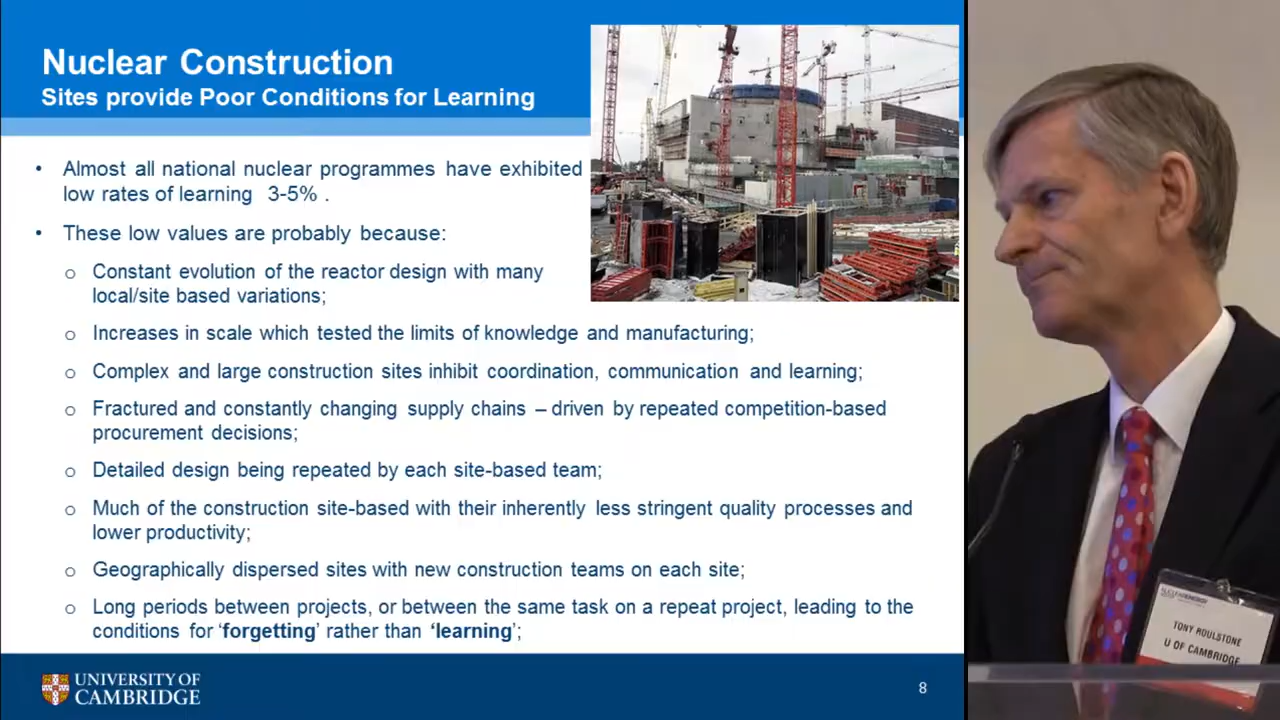 Nuclear Construction
Sites provide Poor Conditions for Learning
• Almost all national nuclear programmes have exhibited
low rates of learning 3-5% .
• These low values are probably because:
o Constant evolution of the reactor design with many
local/site based variations;
o Increases in scale which tested the limits of knowledge and manufacturing;
o Complex and large construction sites inhibit coordination, communication and learning;
o Fractured and constantly changing supply chains – driven by repeated competition-based
procurement decisions;
o Detailed design being repeated by each site-based team;
o Much of the construction site-based with their inherently less stringent quality processes and
lower productivity;
o Geographically dispersed sites with new construction teams on each site;
o Long periods between projects, or between the same task on a repeat project, leading to the
conditions for ‘forgetting’ rather than ‘learning’;
UNIVERSITY OF
CAMBRIDGE
8
NUCLEAR ENERGY
TONY ROULSTONE
U OF CAMBRIDGE